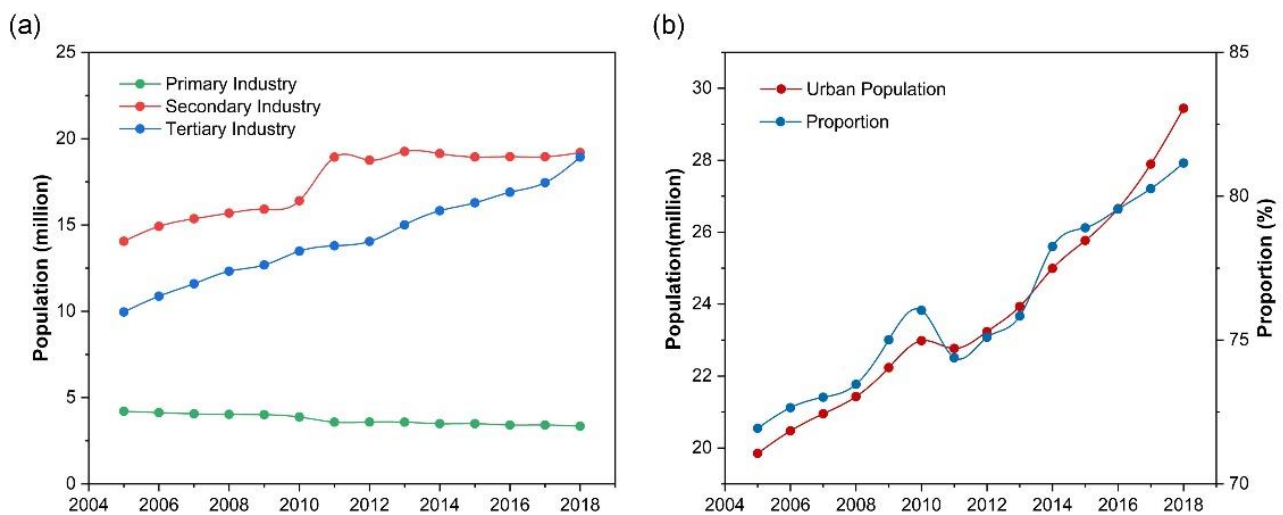 (a)
25
20
15
10
5
0
Population (million)
Primary Industry
Secondary Industry
Tertiary Industry
2004 2006 2008 2010 2012 2014 2016 2018
(b)
30
28
26
24
22
20
Population(million)
Urban Population
Proportion
85
80
75
70
Proportion (%)
2004 2006 2008 2010 2012 2014 2016 2018